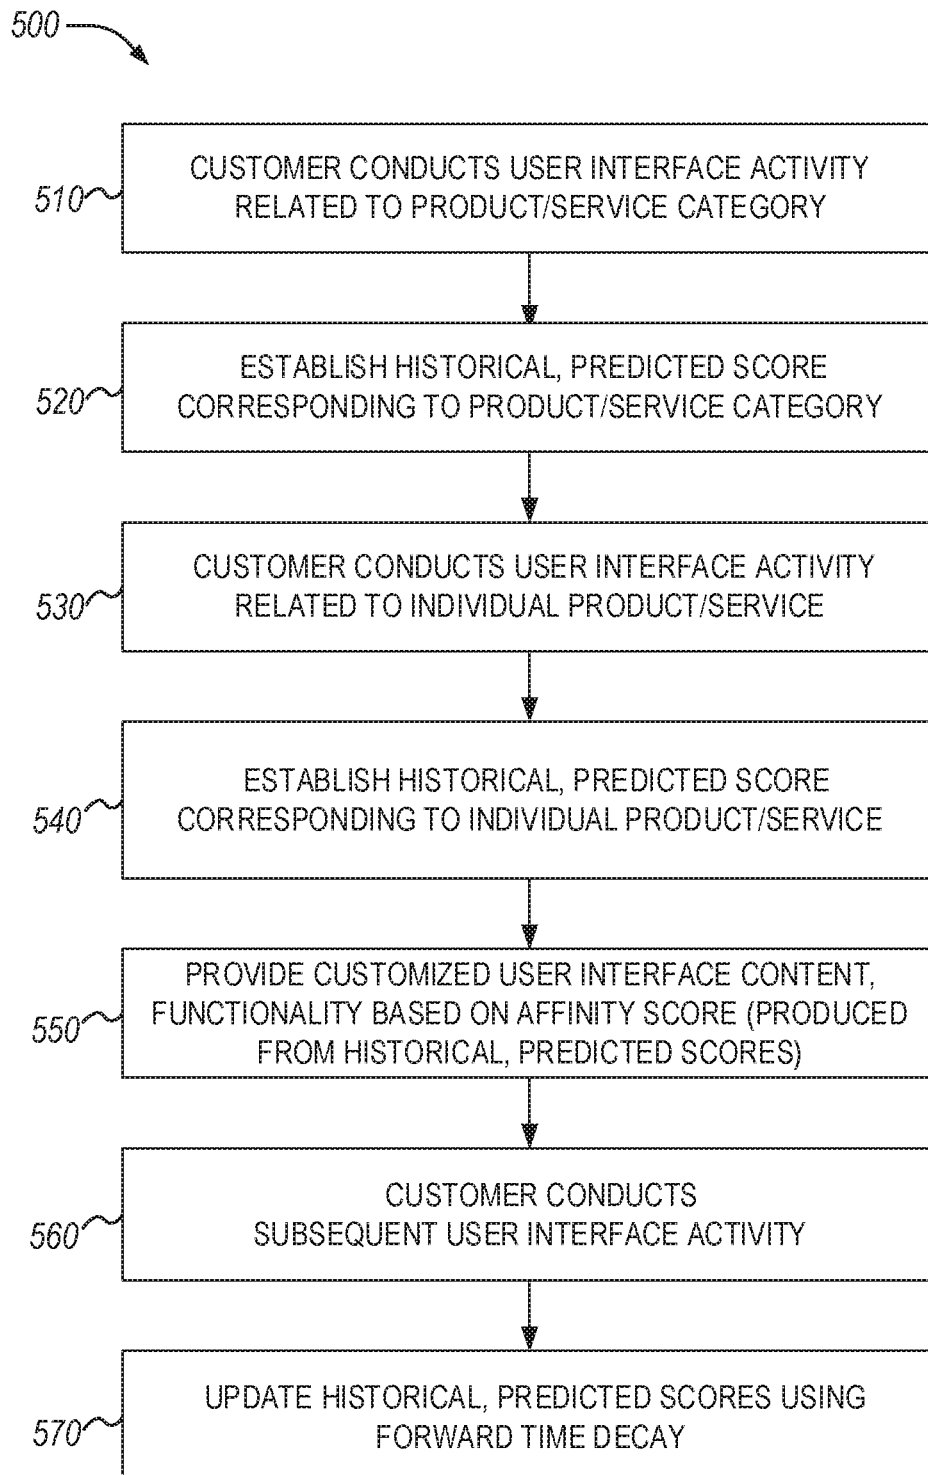 500
510
CUSTOMER CONDUCTS USER INTERFACE ACTIVITY
RELATED TO PRODUCT/SERVICE CATEGORY
520
ESTABLISH HISTORICAL, PREDICTED SCORE
CORRESPONDING TO PRODUCT/SERVICE CATEGORY
530
CUSTOMER CONDUCTS USER INTERFACE ACTIVITY
RELATED TO INDIVIDUAL PRODUCT/SERVICE
540
ESTABLISH HISTORICAL, PREDICTED SCORE
CORRESPONDING TO INDIVIDUAL PRODUCT/SERVICE
550
PROVIDE CUSTOMIZED USER INTERFACE CONTENT,
FUNCTIONALITY BASED ON AFFINITY SCORE (PRODUCED
FROM HISTORICAL, PREDICTED SCORES)
560
CUSTOMER CONDUCTS
SUBSEQUENT USER INTERFACE ACTIVITY
570
UPDATE HISTORICAL, PREDICTED SCORES USING
FORWARD TIME DECAY